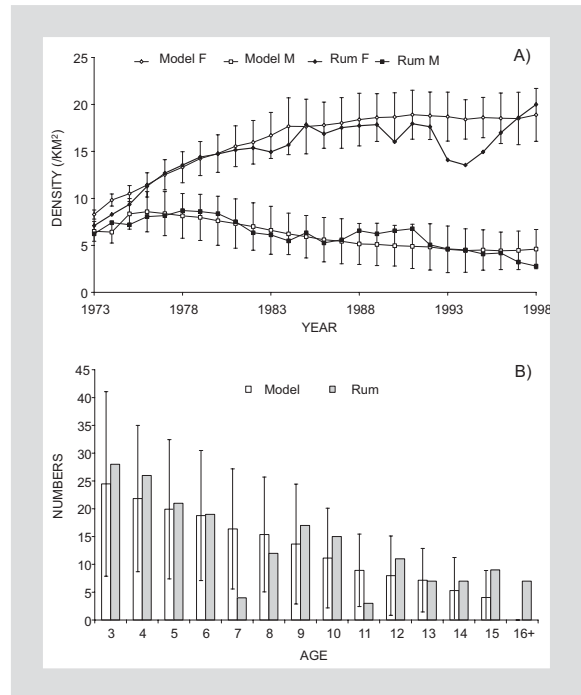 A)
Model F Model M Rum F Rum M
25
20
15
10
5
0
DENSITY (/KM²)
1973 1978 1983 1988 1993 1998
YEAR
B)
Model Rum
45
40
35
30
25
20
15
10
5
0
NUMBERS
3 4 5 6 7 8 9 10 11 12 13 14 15 16+
AGE